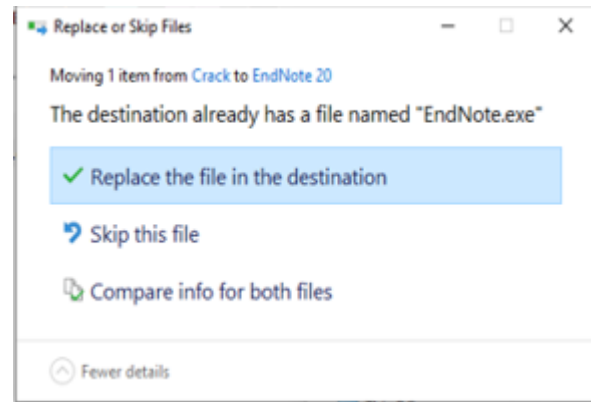 Replace or Skip Files
Moving 1 item from Crack to EndNote 20
The destination already has a file named "EndNote.exe"
Replace the file in the destination
Skip this file
Compare info for both files
Fewer details